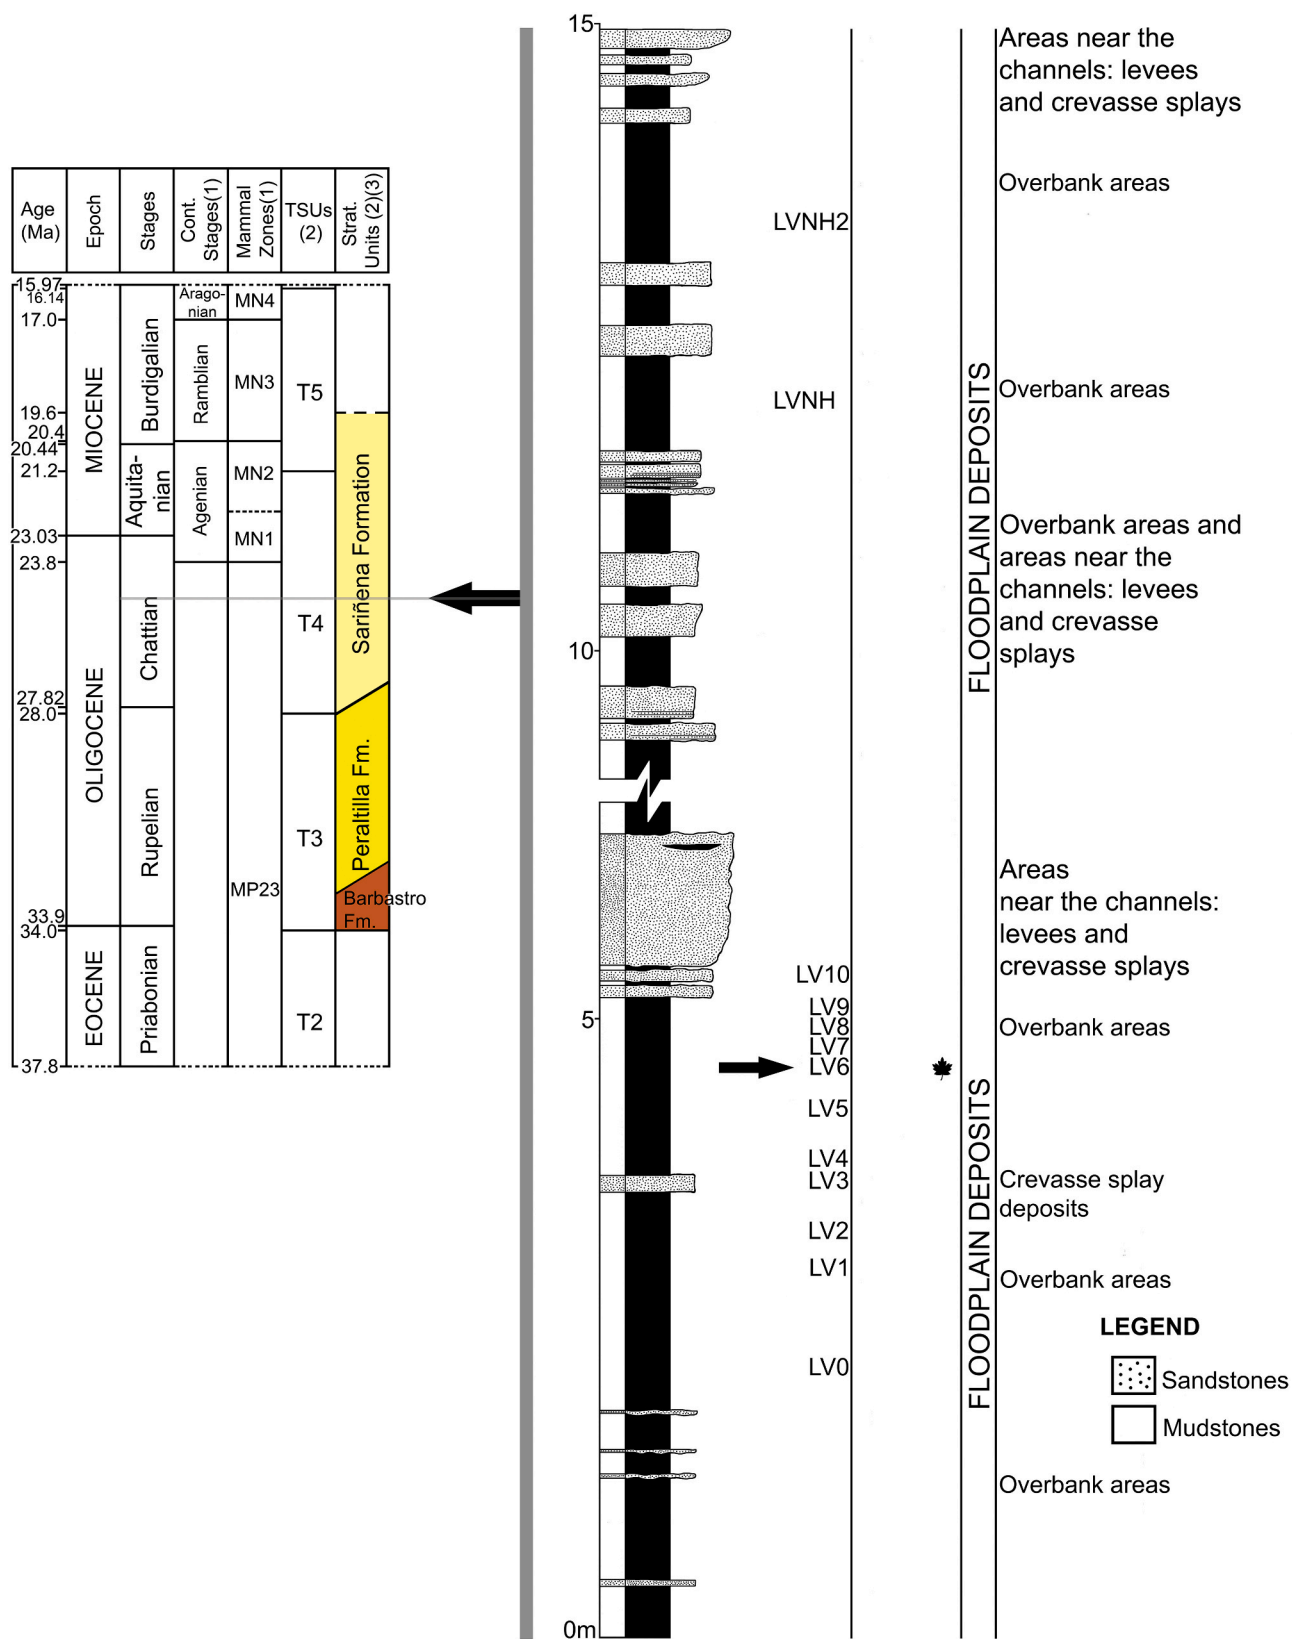 Age
(Ma)
Epoch
Stages
Cont.
Stages(1)
Mammal
Zones(1)
TSUs
(2)
Strat.
Units (2)(3)
15.97
16.14
17.0
19.6
20.4
20.44
21.2
23.03
23.8
27.82
28.0
33.9
34.0
37.8
MIOCENE
OLIGOCENE
EOCENE
Burdigalian
Aquita-
nian
Chattian
Rupelian
Priabonian
Arago-
nian
Ramblian
Agenian
MN4
MN3
MN2
MN1
MP23
T5
T4
T3
T2
Sariñena Formation
Peraltilla Fm.
Barbastro
Fm.
15
10
5
0m
LVNH2
LVNH
LV10
LV9
LV8
LV7
LV6
LV5
LV4
LV3
LV2
LV1
LV0
FLOODPLAIN DEPOSITS
FLOODPLAIN DEPOSITS
Areas near the
channels: levees
and crevasse splays
Overbank areas
Overbank areas
Overbank areas and
areas near the
channels: levees
and crevasse
splays
Areas
near the channels:
levees and
crevasse splays
Overbank areas
Crevasse splay
deposits
Overbank areas
LEGEND
Sandstones
Mudstones
Overbank areas